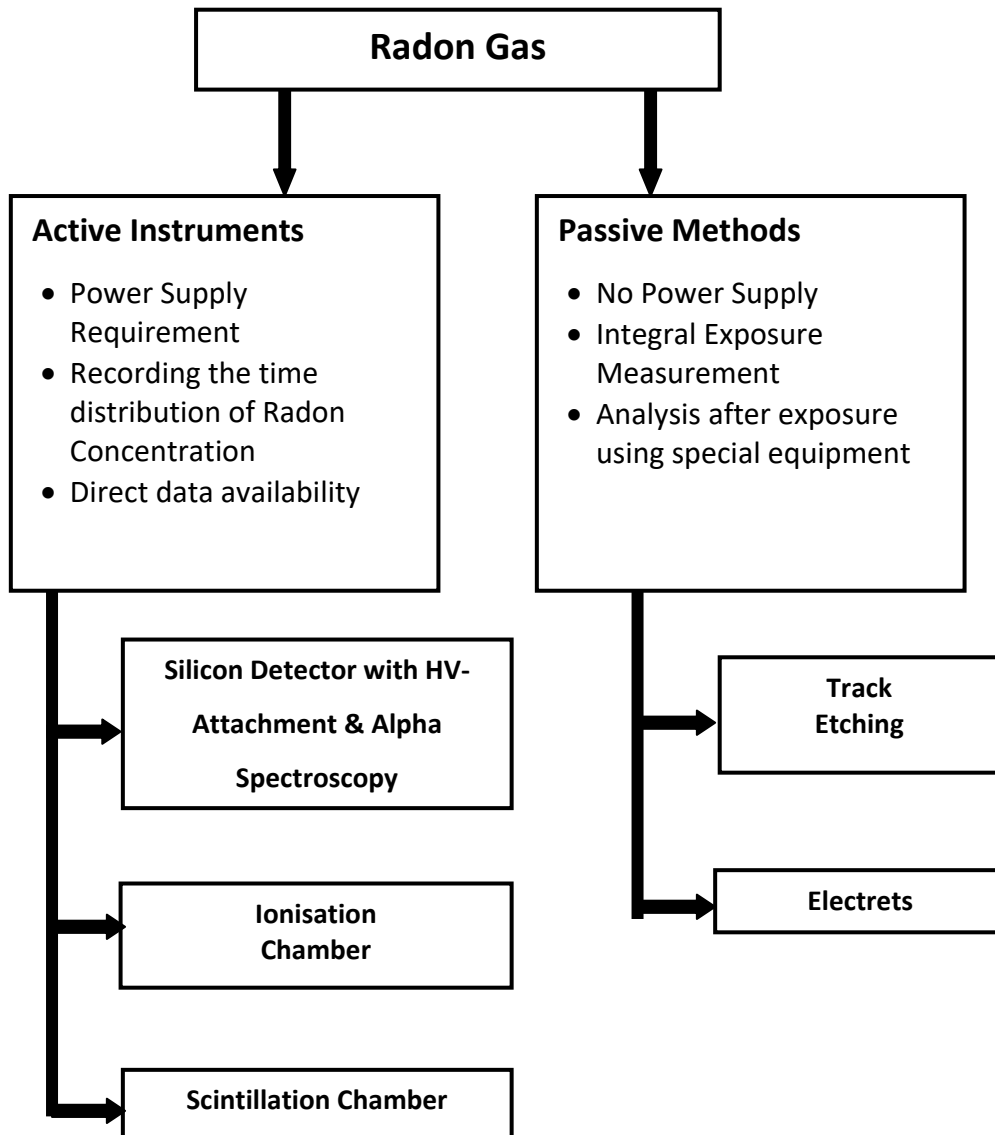 Radon Gas
Active Instruments
• Power Supply
Requirement
• Recording the time
distribution of Radon
Concentration
• Direct data availability
Silicon Detector with HV-
Attachment & Alpha
Spectroscopy
Ionisation
Chamber
Scintillation Chamber
Passive Methods
• No Power Supply
• Integral Exposure
Measurement
• Analysis after exposure
using special equipment
Track
Etching
Electrets